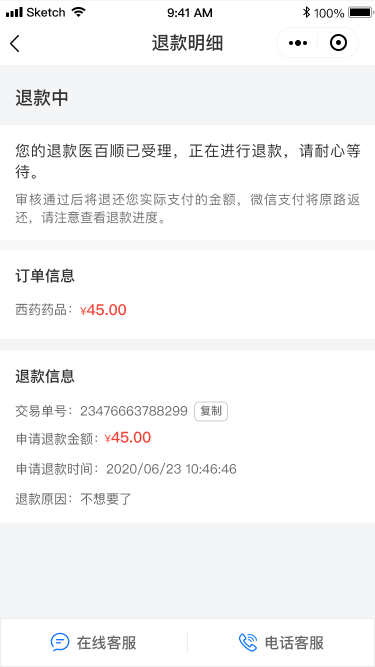 Sketch
9:41 AM
100%
退款明细
退款中
您的退款医百顺已受理，正在进行退款，请耐心等
待。
审核通过后将退还您实际支付的金额，微信支付将原路返
还，请注意查看退款进度。
订单信息
西药药品：¥45.00
退款信息
交易单号：23476663788299 复制
申请退款金额：¥45.00
申请退款时间：2020/06/23 10:46:46
退款原因：不想要了
在线客服
电话客服